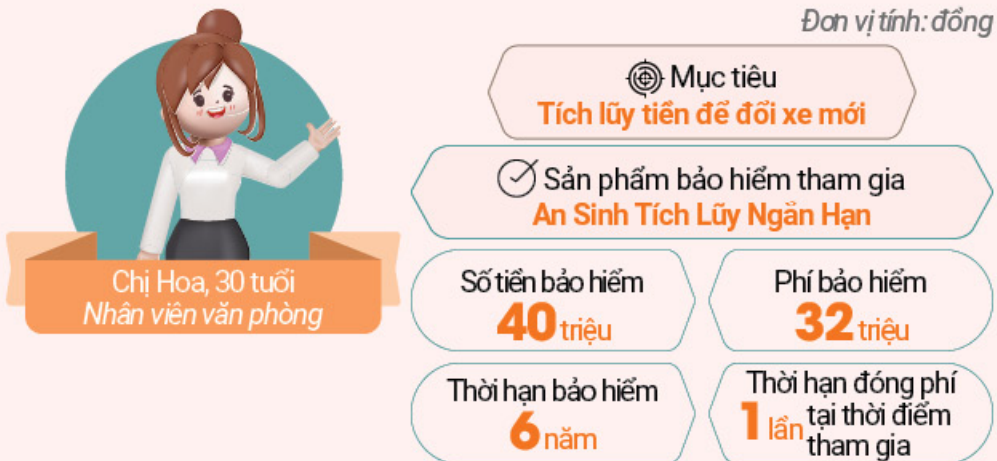 Đơn vị tính: đồng
Mục tiêu
Tích lũy tiền để đổi xe mới
Sản phẩm bảo hiểm tham gia
An Sinh Tích Lũy Ngắn Hạn
Chị Hoa, 30 tuổi
Nhân viên văn phòng
Số tiền bảo hiểm
40 triệu
Phí bảo hiểm
32 triệu
Thời hạn bảo hiểm
6 năm
Thời hạn đóng phí
1 lần tại thời điểm
tham gia